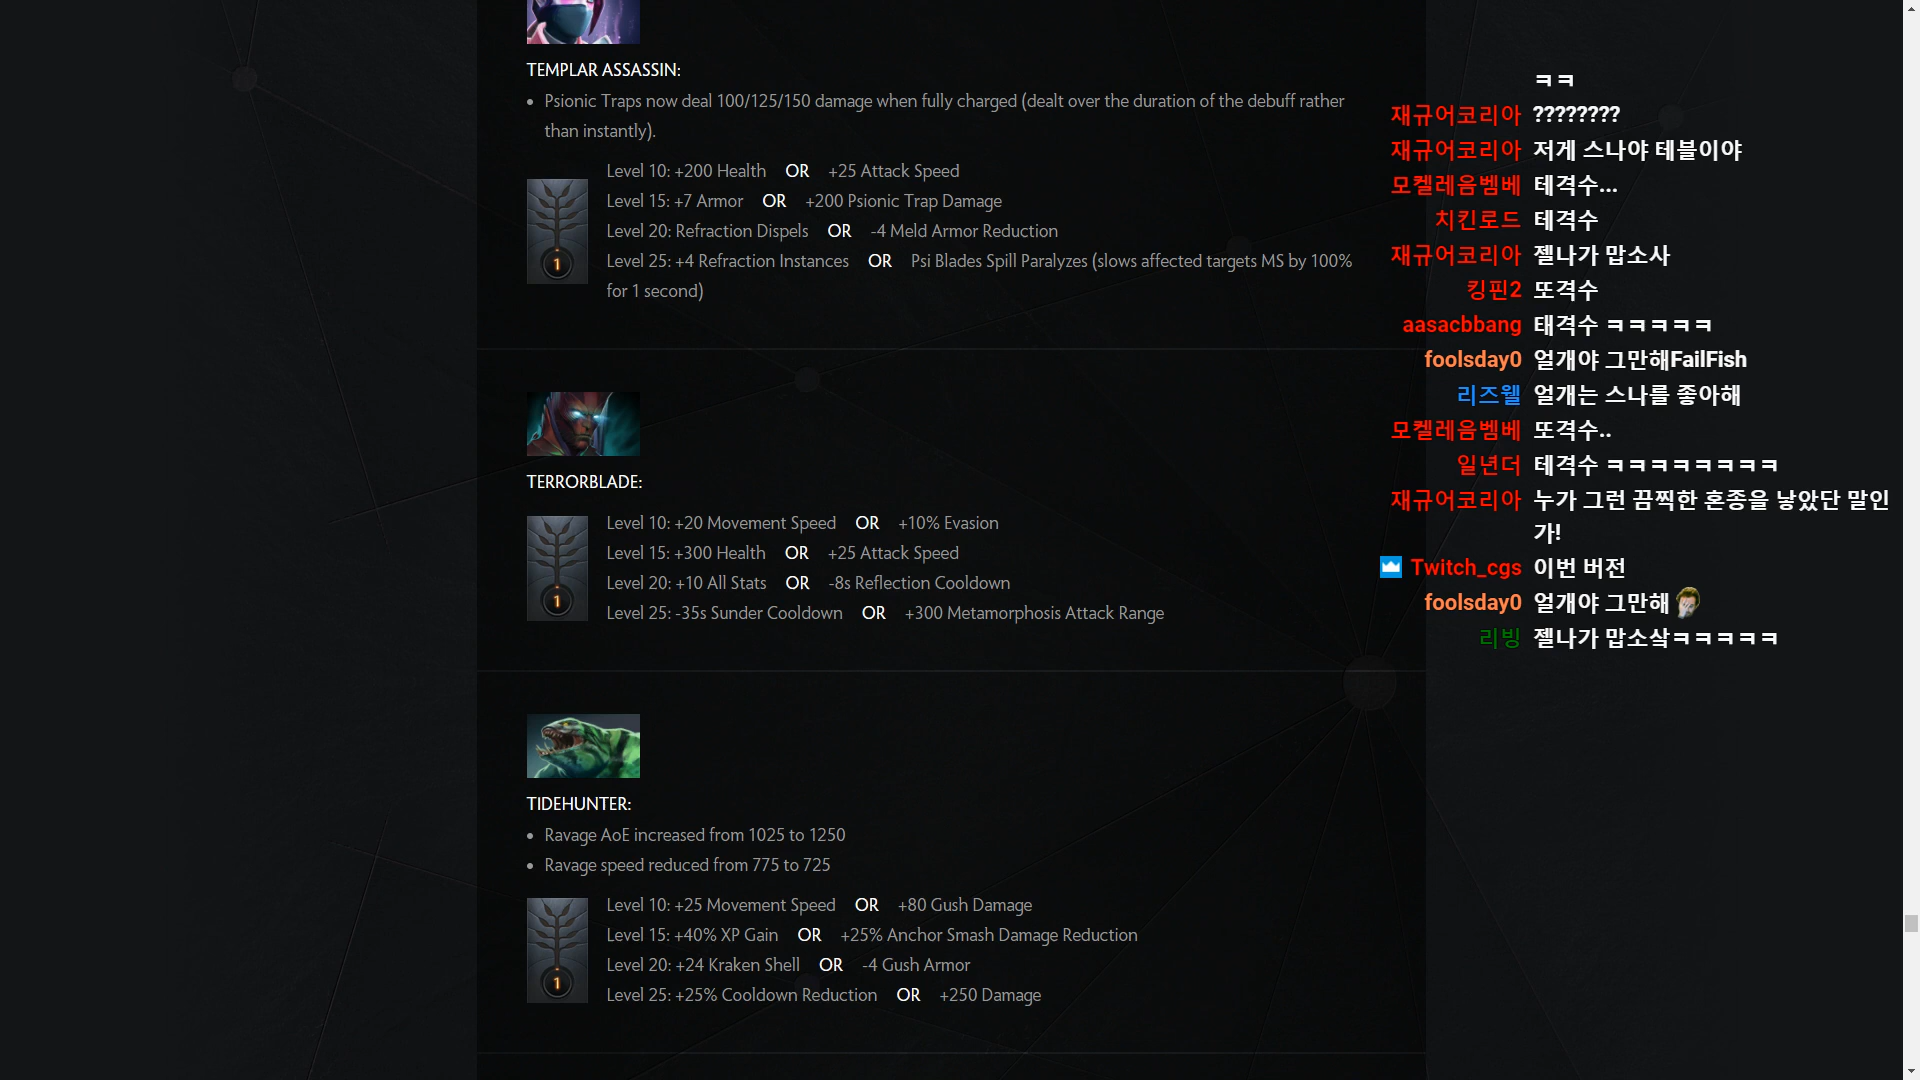 TEMPLAR ASSASSIN:
Psionic Traps now deal 100/125/150 damage when fully charged (dealt over the duration of the debuff rather
than instantly).
Level 10: +200 Health OR +25 Attack Speed
Level 15: +7 Armor OR +200 Psionic Trap Damage
Level 20: Refraction Dispels OR -4 Meld Armor Reduction
Level 25: +4 Refraction Instances OR Psi Blades Spill Paralyzes (slows affected targets MS by 100%
for 1 second)
1
TERRORBLADE:
Level 10: +20 Movement Speed OR +10% Evasion
Level 15: +300 Health OR +25 Attack Speed
Level 20: +10 All Stats OR -8s Reflection Cooldown
Level 25: -35s Sunder Cooldown OR +300 Metamorphosis Attack Range
1
TIDEHUNTER:
Ravage AoE increased from 1025 to 1250
Ravage speed reduced from 775 to 725
Level 10: +25 Movement Speed OR +80 Gush Damage
Level 15: +40% XP Gain OR +25% Anchor Smash Damage Reduction
Level 20: +24 Kraken Shell OR -4 Gush Armor
Level 25: +25% Cooldown Reduction OR +250 Damage
1
ㅋㅋ
재규어코리아 ????????
재규어코리아 저게 스나야 테블이야
모켈레음벰베 테격수...
치킨로드 테격수
재규어코리아 젤나가 맙소사
킹핀2 또격수
aasacbbang 태격수 ㅋㅋㅋㅋㅋ
foolsday0 얼개야 그만해FailFish
리즈웰 얼개는 스나를 좋아해
모켈레음벰베 또격수..
일년더 테격수 ㅋㅋㅋㅋㅋㅋㅋㅋ
재규어코리아 누가 그런 끔찍한 혼종을 낳았단 말인
가!
Twitch_cgs 이번 버전
foolsday0 얼개야 그만해
리빙 젤나가 맙소샄ㅋㅋㅋㅋㅋ